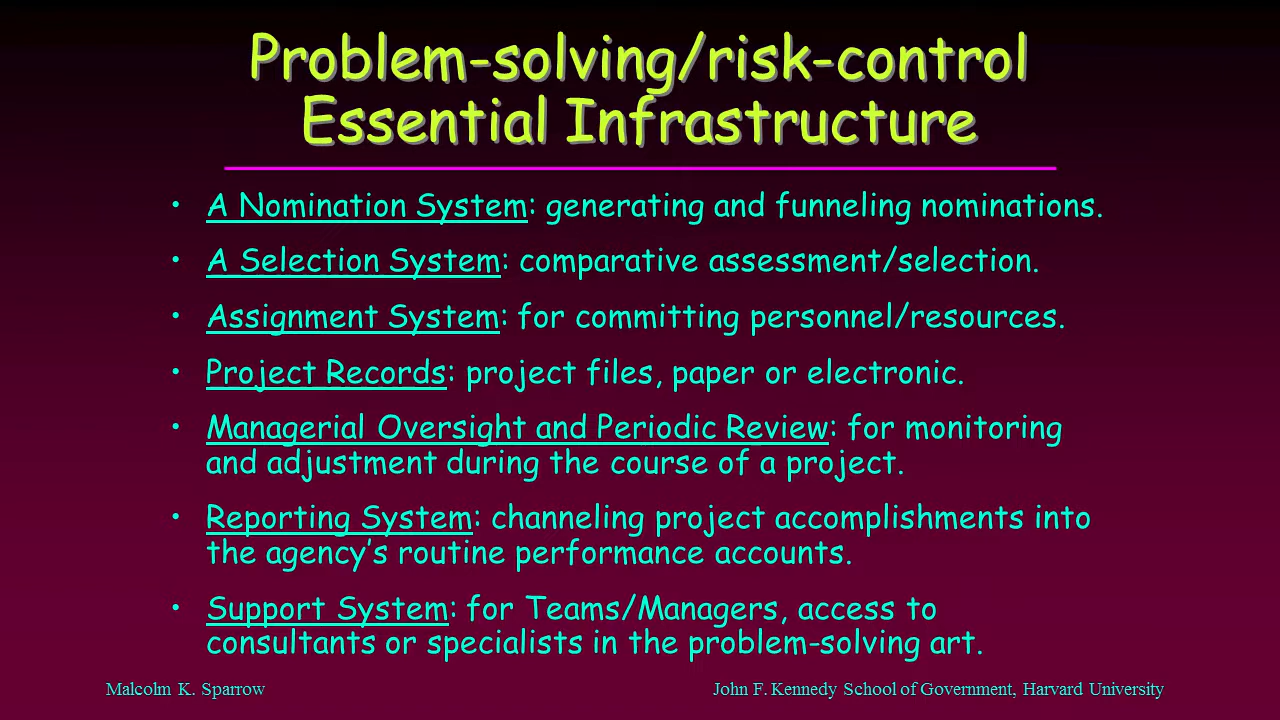 Problem-solving/risk-control
Essential Infrastructure
• A Nomination System: generating and funneling nominations.
• A Selection System: comparative assessment/selection.
• Assignment System: for committing personnel/resources.
• Project Records: project files, paper or electronic.
• Managerial Oversight and Periodic Review: for monitoring
and adjustment during the course of a project.
• Reporting System: channeling project accomplishments into
the agency’s routine performance accounts.
• Support System: for Teams/Managers, access to
consultants or specialists in the problem-solving art.
Malcolm K. Sparrow
John F. Kennedy School of Government, Harvard University